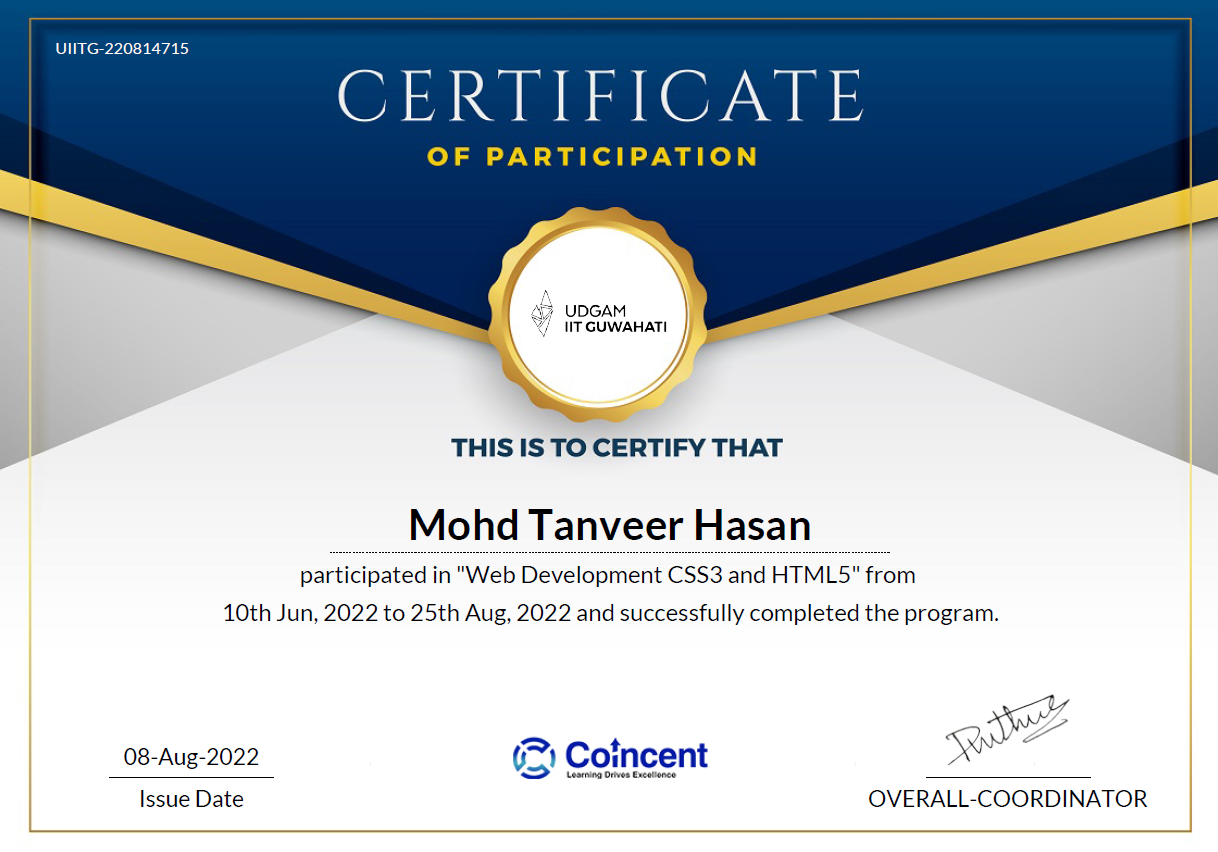 UIITG-220814715
CERTIFICATE
OF PARTICIPATION
UDGAM
IIT GUWAHATI
THIS IS TO CERTIFY THAT
Mohd Tanveer Hasan
participated in "Web Development CSS3 and HTML5" from
10th Jun, 2022 to 25th Aug, 2022 and successfully completed the program.
08-Aug-2022
Issue Date
Coincent
Learning Drives Excellence
OVERALL-COORDINATOR